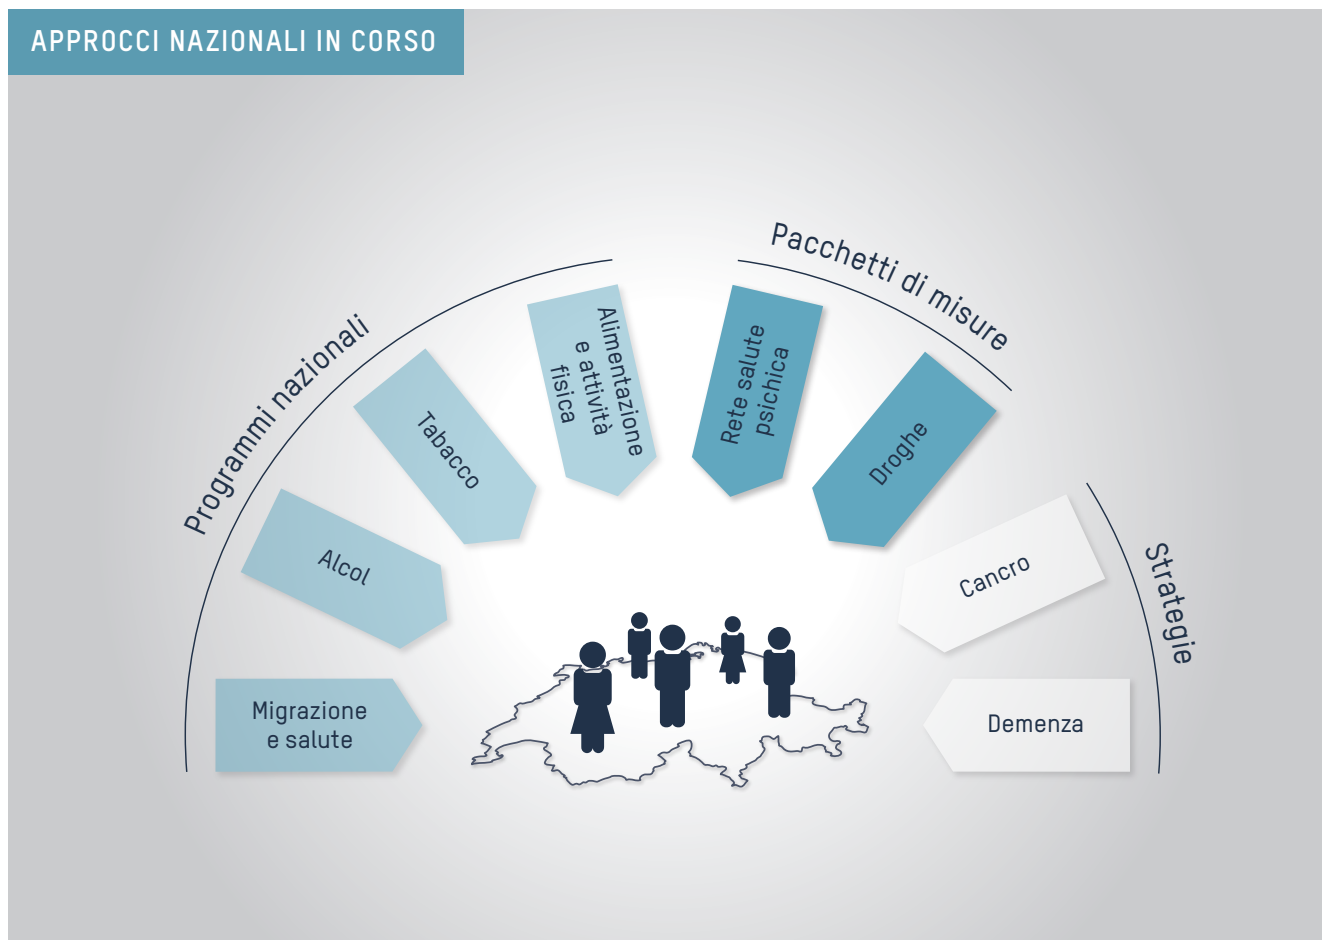 APPROCCI NAZIONALI IN CORSO
Programmi nazionali
Migrazione
e salute
Alcol
Tabacco
Alimentazione
e attività
fisica
Pacchetti di misure
Rete salute
psichica
Droghe
Strategie
Cancro
Demenza